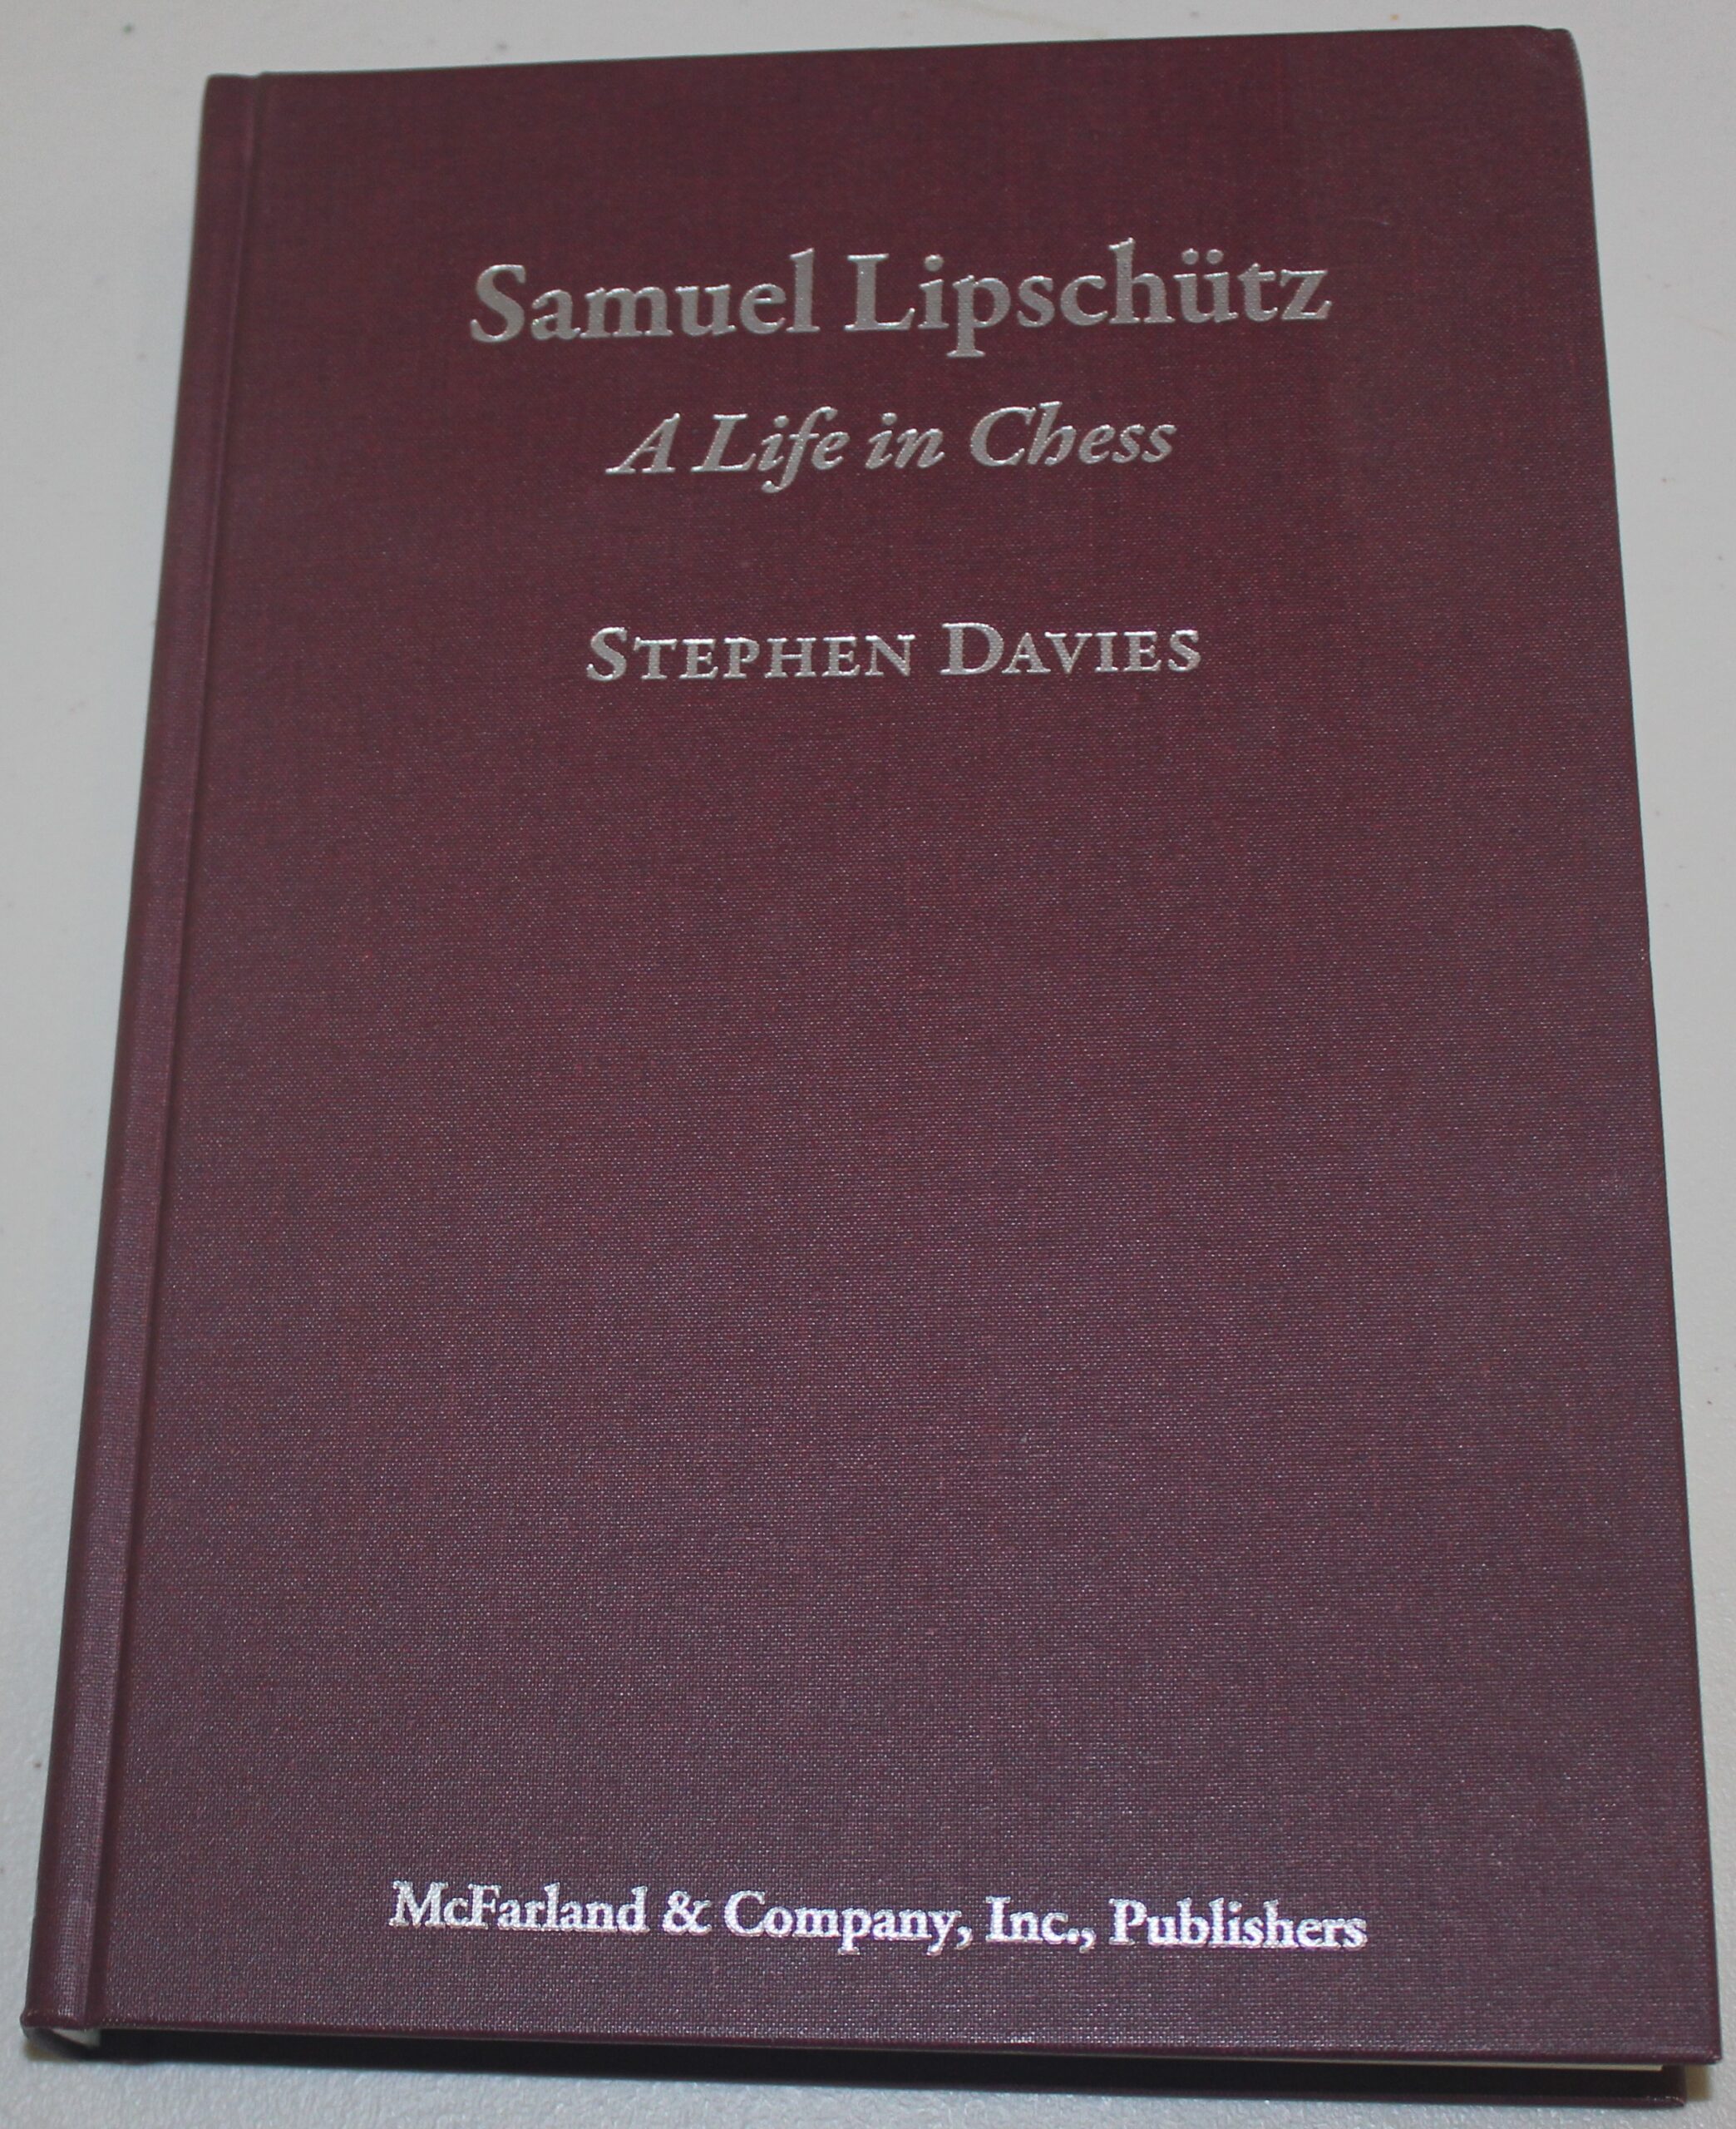 Samuel Lipschütz
A Life in Chess
STEPHEN DAVIES
McFarland & Company, Inc., Publishers